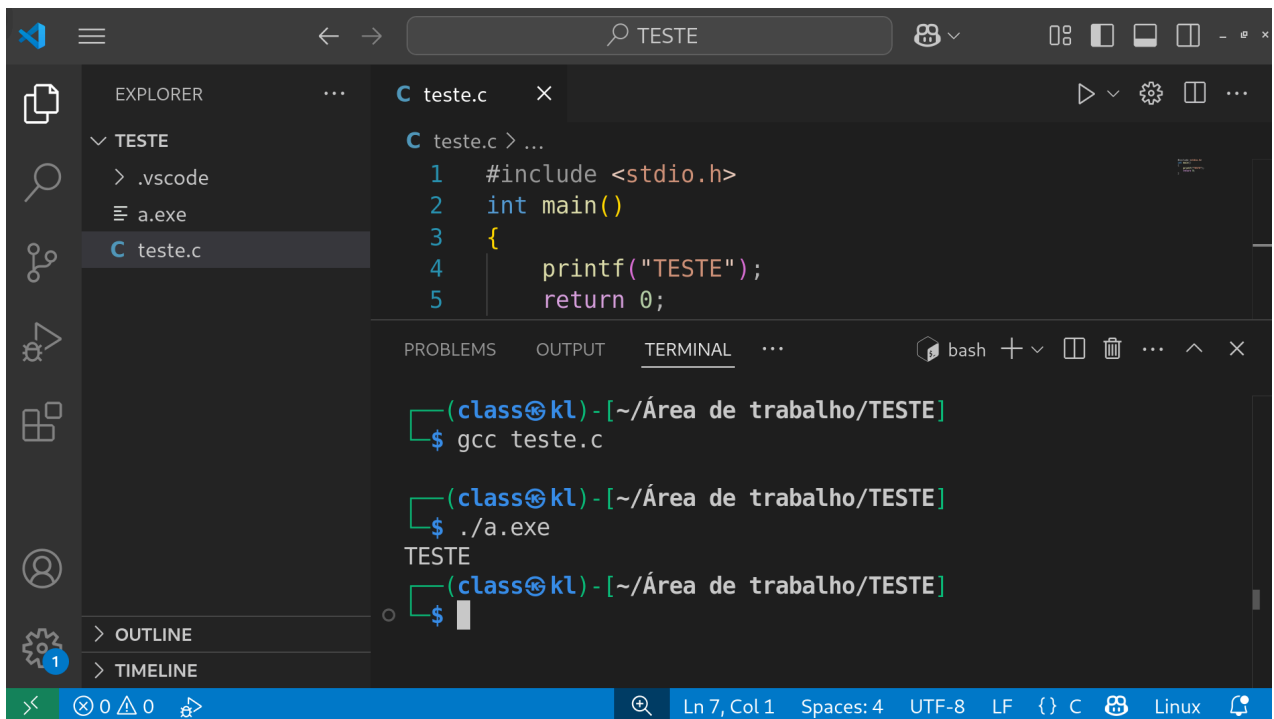 TESTE
EXPLORER ...
TESTE
> .vscode
a.exe
C teste.c
OUTLINE
TIMELINE
C teste.c
C teste.c > ...
1 #include <stdio.h>
2 int main()
3 {
4 printf("TESTE");
5 return 0;
PROBLEMS OUTPUT TERMINAL ... bash
┌──(class㉿kl)-[~/Área de trabalho/TESTE]
└─$ gcc teste.c
┌──(class㉿kl)-[~/Área de trabalho/TESTE]
└─$ ./a.exe
TESTE
┌──(class㉿kl)-[~/Área de trabalho/TESTE]
└─$
1
0 0 Ln 7, Col 1 Spaces: 4 UTF-8 LF {} C Linux